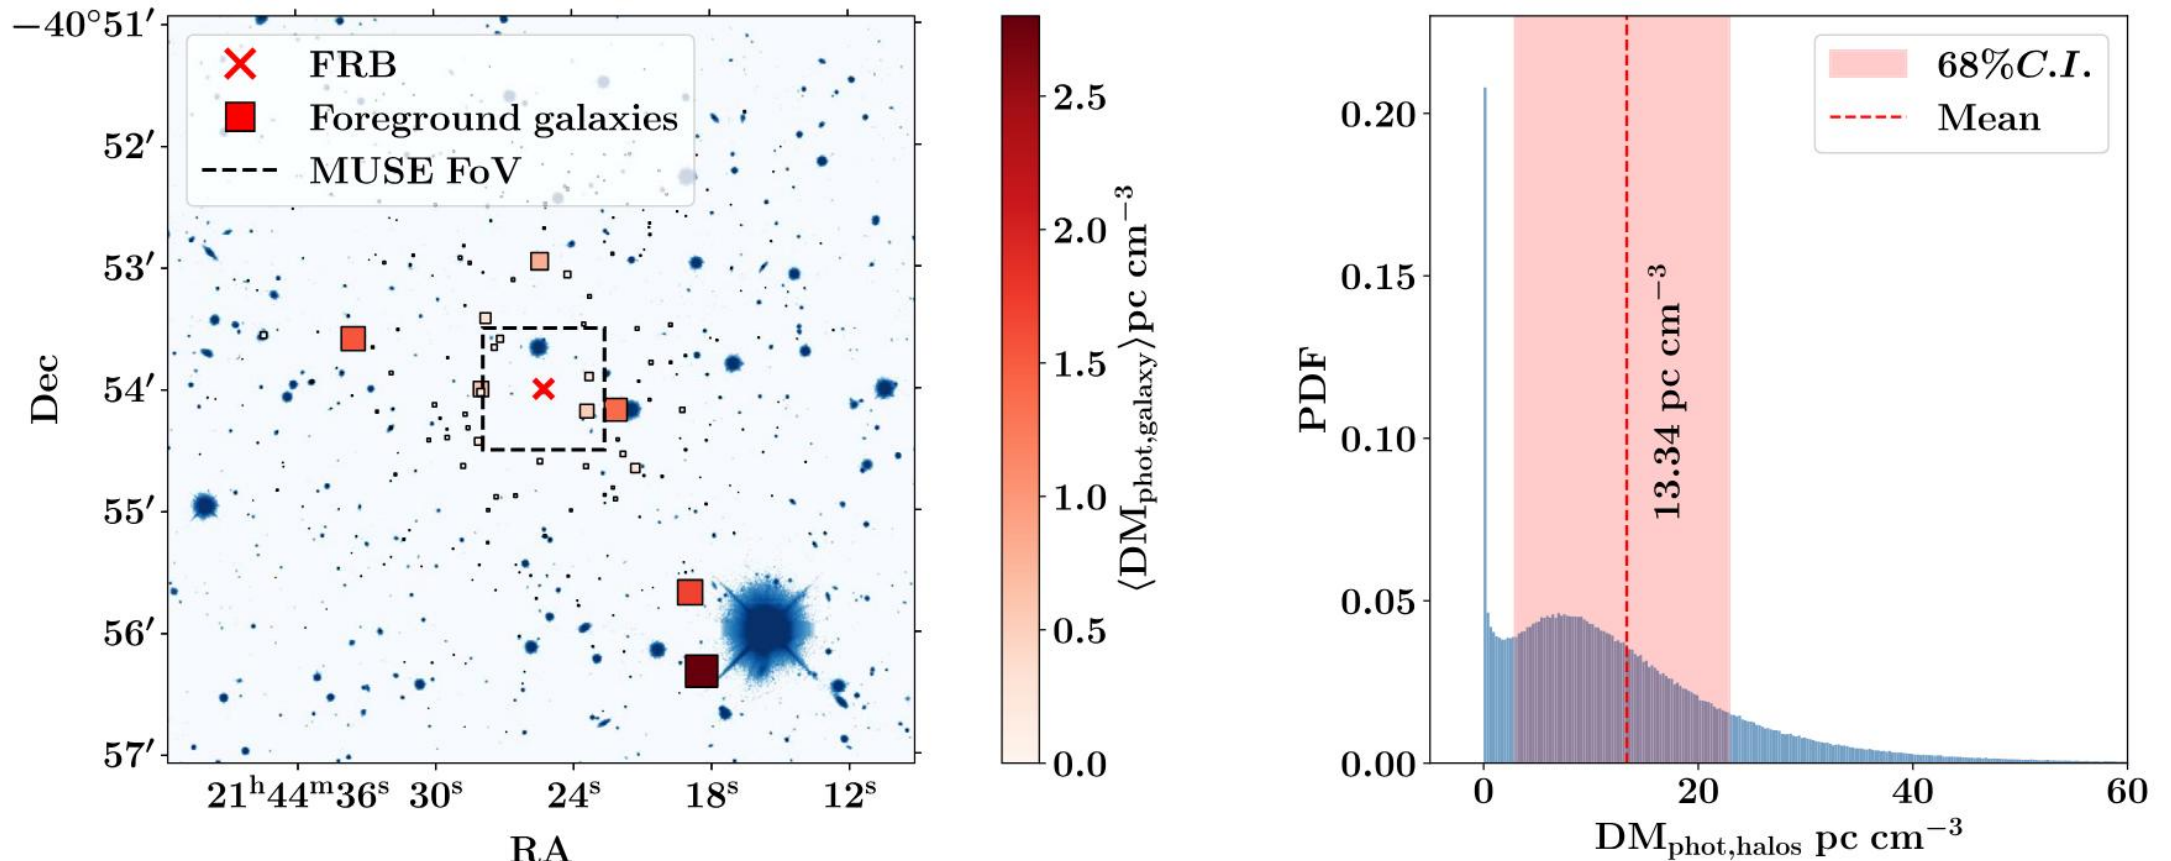 −40°51′
52′
53′
54′
55′
56′
57′
Dec
FRB
Foreground galaxies
MUSE FoV
21ʰ44ᵐ36ˢ 30ˢ 24ˢ 18ˢ 12ˢ
RA
2.5
2.0
1.5
1.0
0.5
0.0
⟨DM_phot,galaxy⟩pc cm⁻³
0.20
0.15
0.10
0.05
0.00
PDF
68%C.I.
Mean
13.34 pc cm⁻³
0 20 40 60
DM_phot,halos pc cm⁻³